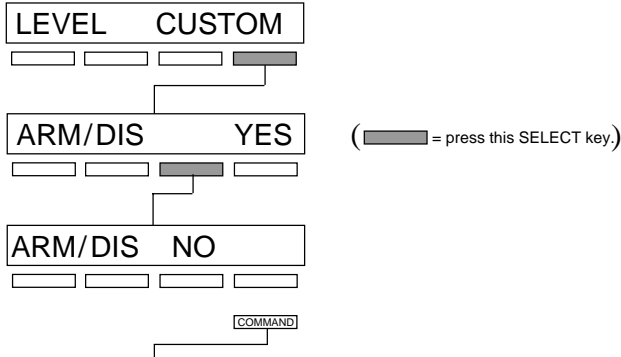 LEVEL CUSTOM
ARM/DIS YES
( = press this SELECT key.)
ARM/DIS NO
COMMAND